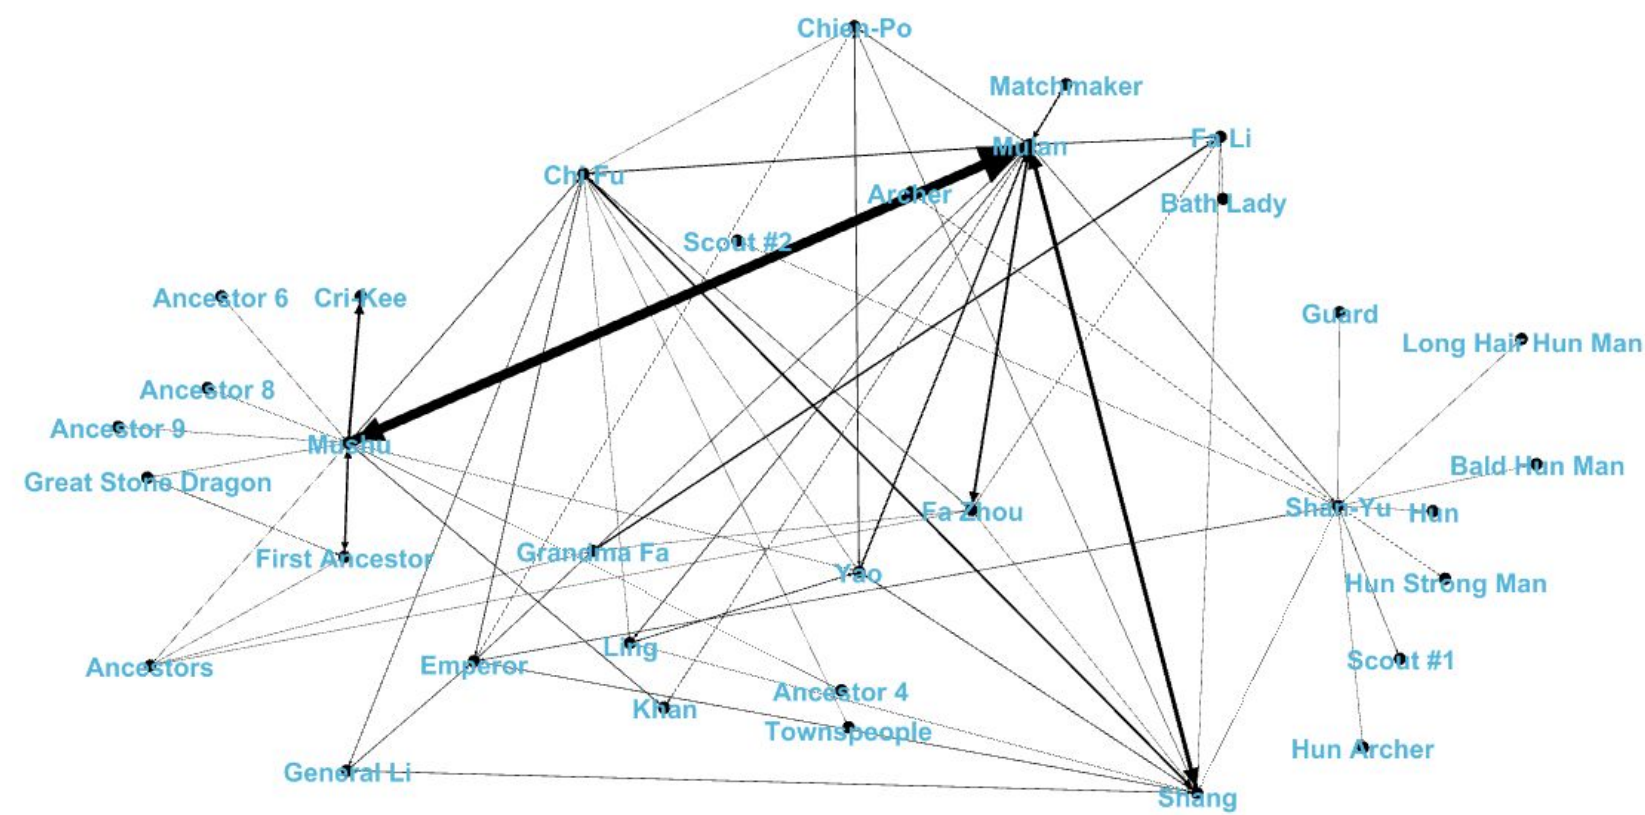 Chien-Po
Matchmaker
Fa Li
Mulan
Chi Fu
Archer
Bath Lady
Scout #2
Ancestor 6
Cri-Kee
Guard
Long Hair Hun Man
Ancestor 8
Ancestor 9
Mushu
Bald Hun Man
Great Stone Dragon
Shan-Yu
Hun
Fa Zhou
First Ancestor
Grandma Fa
Yao
Hun Strong Man
Ling
Ancestors
Emperor
Scout #1
Ancestor 4
Khan
Townspeople
Hun Archer
General Li
Shang